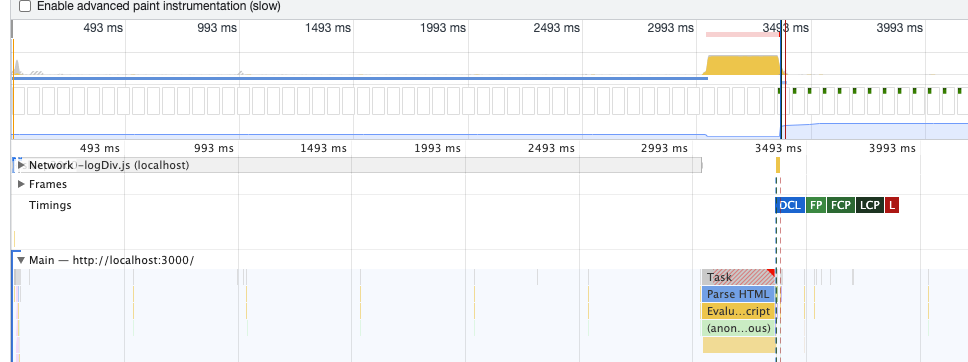 Enable advanced paint instrumentation (slow)
493 ms 993 ms 1493 ms 1993 ms 2493 ms 2993 ms 3493 ms 3993 ms
493 ms 993 ms 1493 ms 1993 ms 2493 ms 2993 ms 3493 ms 3993 ms
Network -logDiv.js (localhost)
Frames
Timings DCL FP FCP LCP L
Main — http://localhost:3000/
Task
Parse HTML
Evalu…cript
(anon…ous)